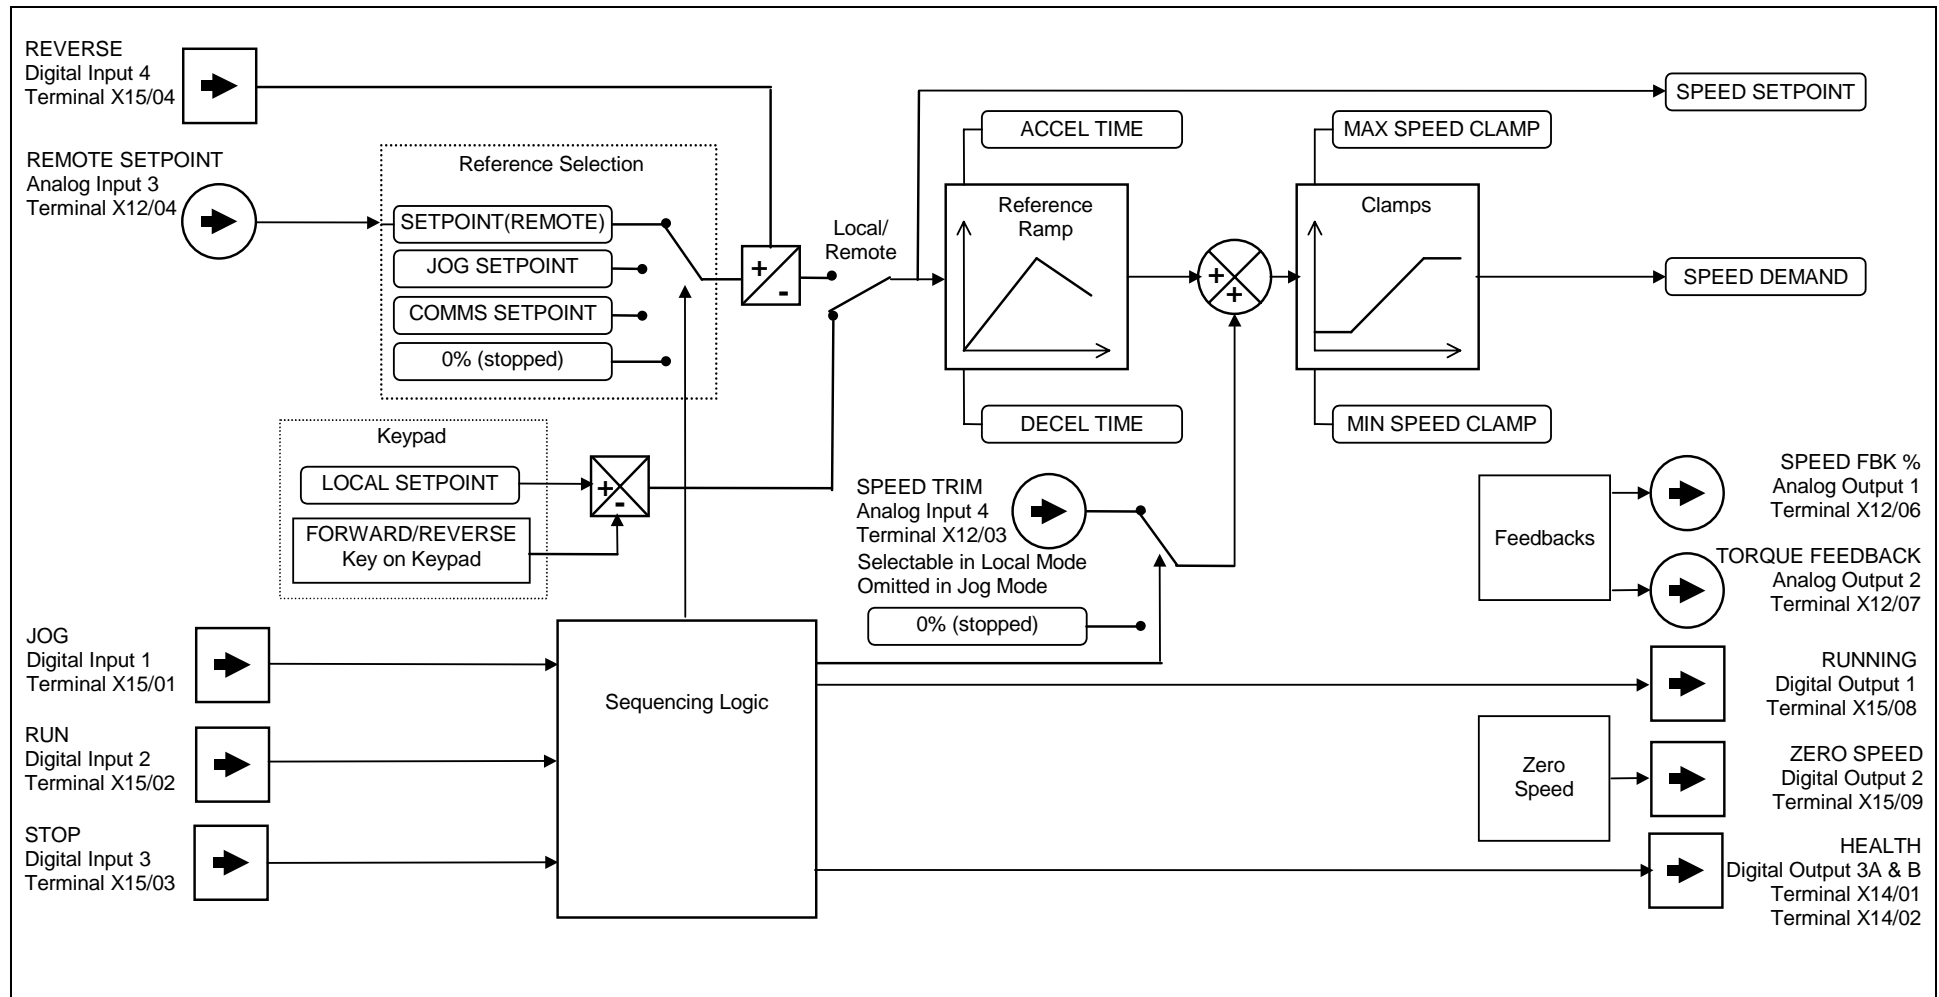 REVERSE
Digital Input 4
Terminal X15/04
REMOTE SETPOINT
Analog Input 3
Terminal X12/04
Reference Selection
SETPOINT(REMOTE)
JOG SETPOINT
COMMS SETPOINT
0% (stopped)
+
-
Local/
Remote
SPEED SETPOINT
ACCEL TIME
Reference
Ramp
DECEL TIME
+
+
MAX SPEED CLAMP
Clamps
MIN SPEED CLAMP
SPEED DEMAND
Keypad
LOCAL SETPOINT
FORWARD/REVERSE
Key on Keypad
+
-
SPEED TRIM
Analog Input 4
Terminal X12/03
Selectable in Local Mode
Omitted in Jog Mode
0% (stopped)
Feedbacks
SPEED FBK %
Analog Output 1
Terminal X12/06
TORQUE FEEDBACK
Analog Output 2
Terminal X12/07
JOG
Digital Input 1
Terminal X15/01
RUN
Digital Input 2
Terminal X15/02
STOP
Digital Input 3
Terminal X15/03
Sequencing Logic
RUNNING
Digital Output 1
Terminal X15/08
Zero
Speed
ZERO SPEED
Digital Output 2
Terminal X15/09
HEALTH
Digital Output 3A & B
Terminal X14/01
Terminal X14/02